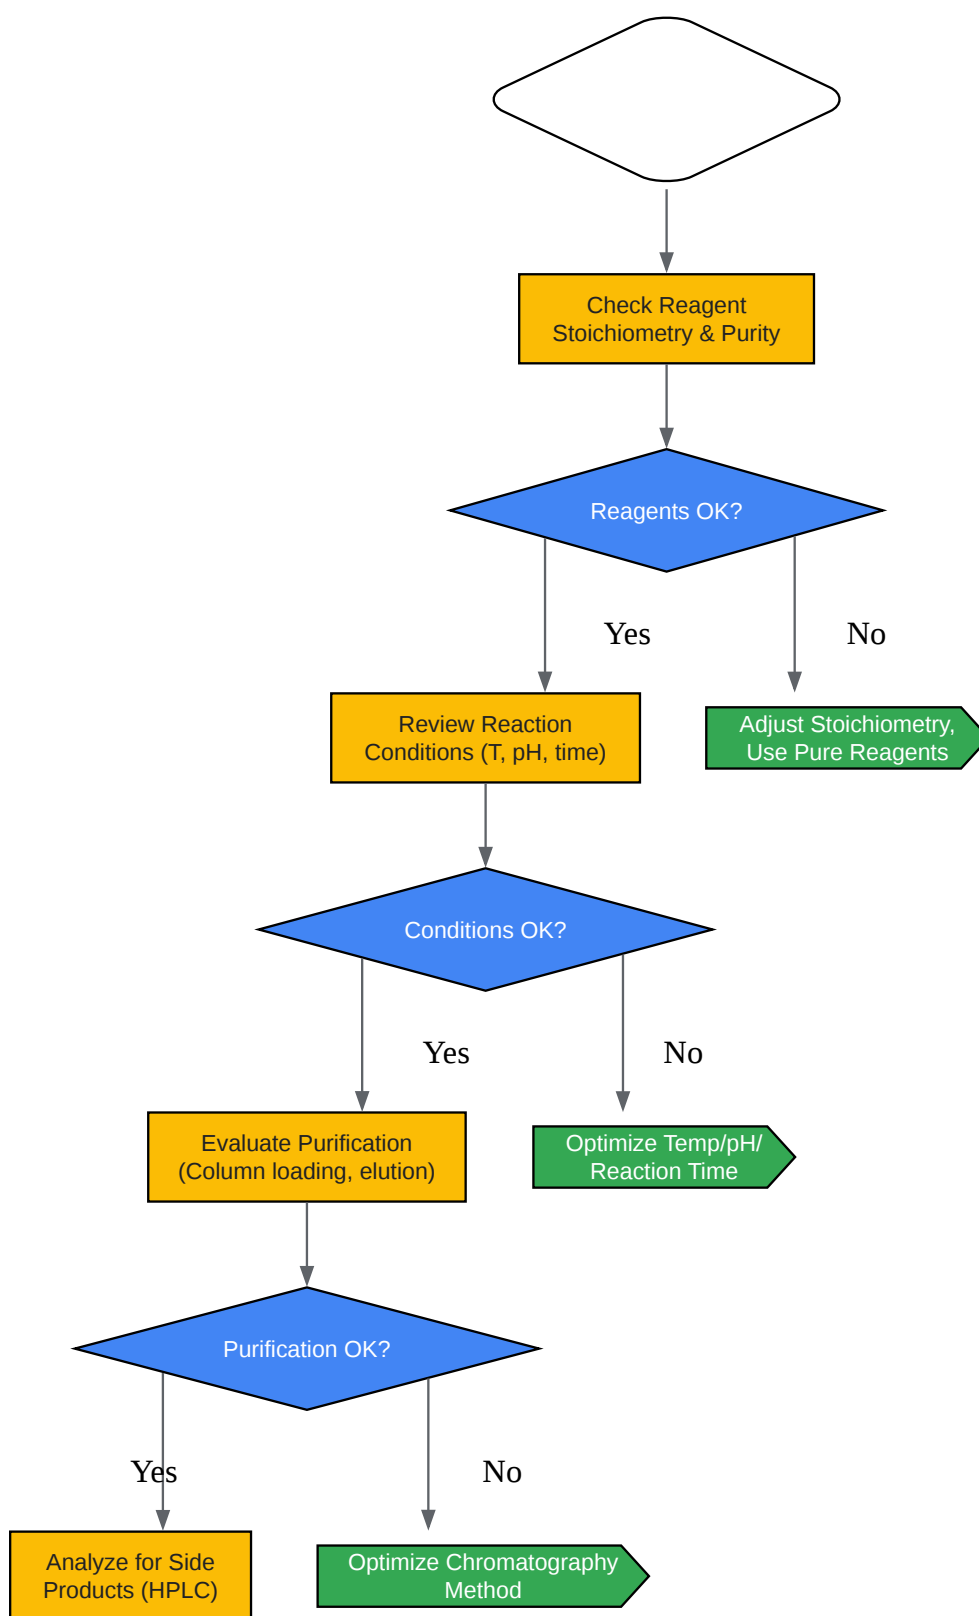 Check Reagent
Stoichiometry & Purity
Reagents OK?
Yes
No
Review Reaction
Conditions (T, pH, time)
Adjust Stoichiometry,
Use Pure Reagents
Conditions OK?
Yes
No
Evaluate Purification
(Column loading, elution)
Optimize Temp/pH/
Reaction Time
Purification OK?
Yes
No
Analyze for Side
Products (HPLC)
Optimize Chromatography
Method